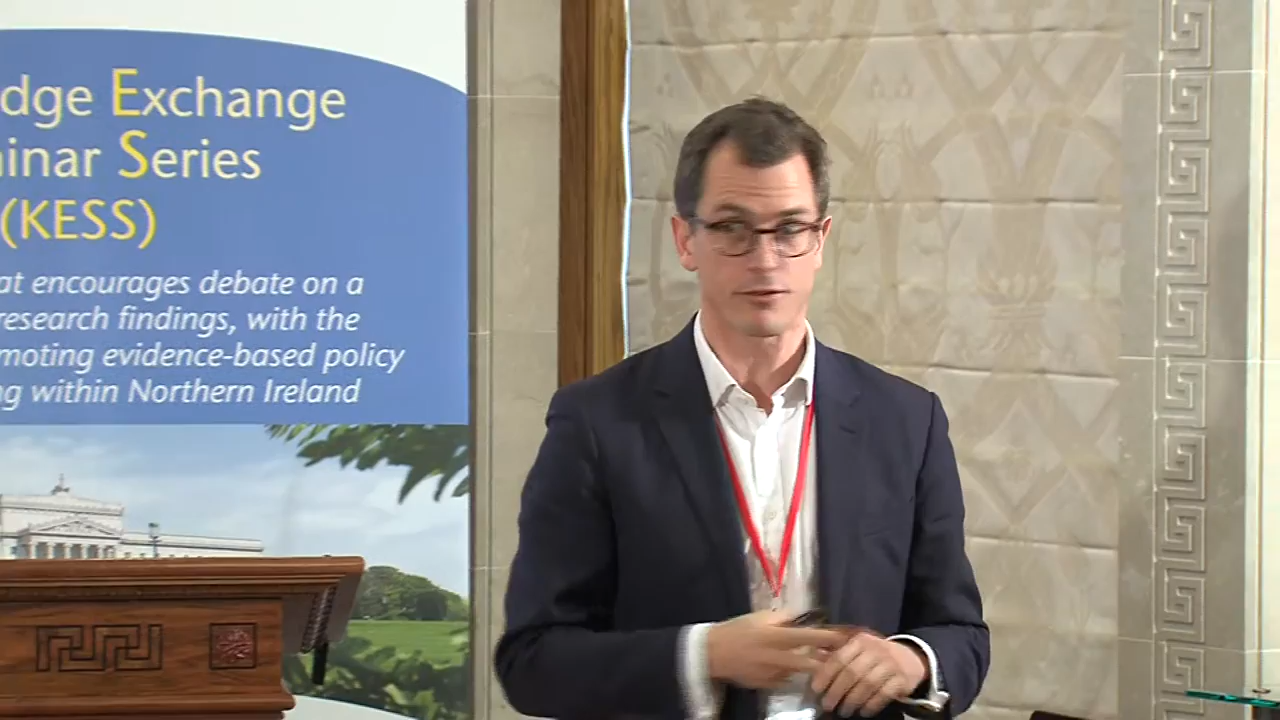 dge Exchange
inar Series
(KESS)
at encourages debate on a
research findings, with the
moting evidence-based policy
ng within Northern Ireland